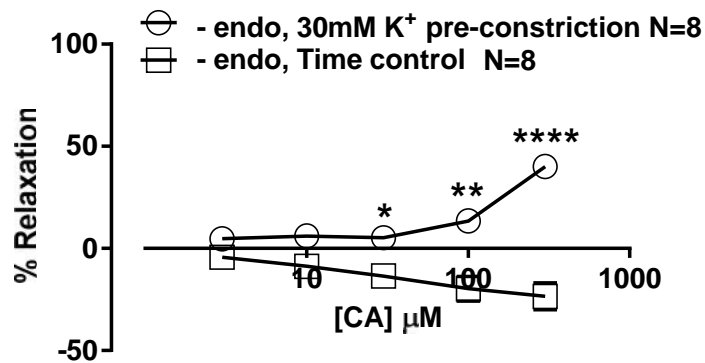 - endo, 30mM K⁺ pre-constriction N=8
- endo, Time control N=8
100
50
0
-50
% Relaxation
*
**
****
10
100
1000
[CA] µM